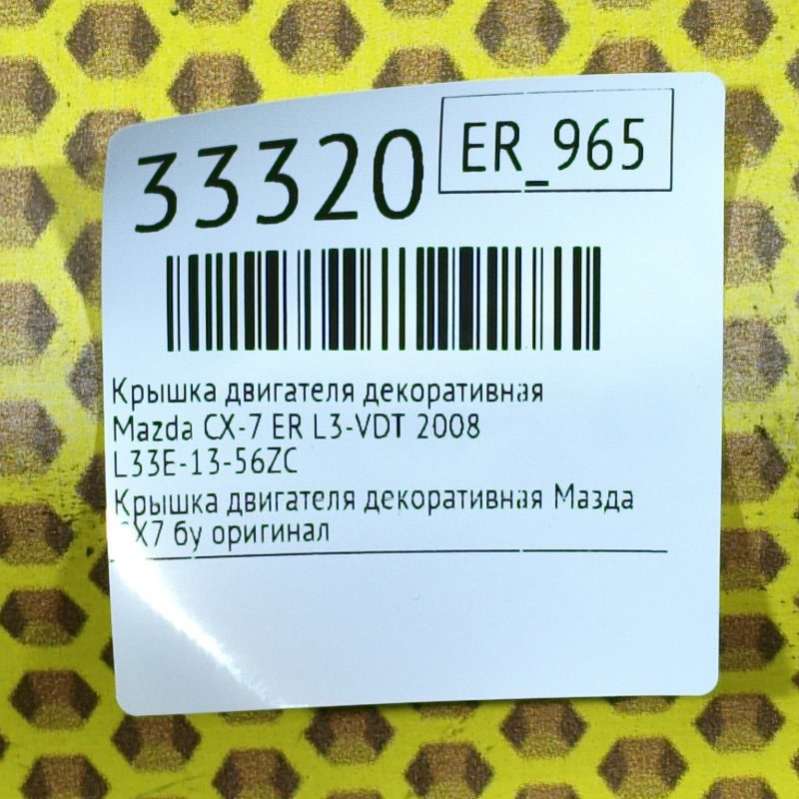 33320
ER_965
Крышка двигателя декоративная
Mazda CX-7 ER L3-VDT 2008
L33E-13-56ZC
Крышка двигателя декоративная Мазда
бу оригинал